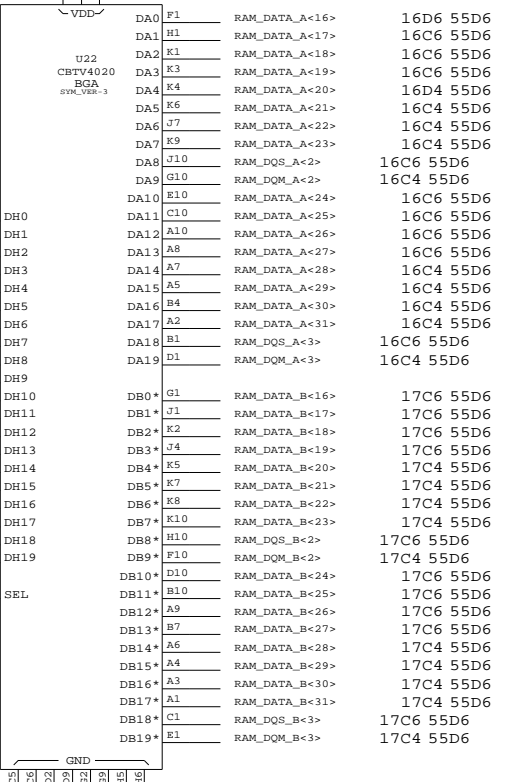 VDD
U22
CBTV4020
BGA
SYM_VER-3
DA0 F1 RAM_DATA_A<16> 16D6 55D6
DA1 H1 RAM_DATA_A<17> 16C6 55D6
DA2 K1 RAM_DATA_A<18> 16C6 55D6
DA3 K3 RAM_DATA_A<19> 16C6 55D6
DA4 K4 RAM_DATA_A<20> 16D4 55D6
DA5 K6 RAM_DATA_A<21> 16C4 55D6
DA6 J7 RAM_DATA_A<22> 16C4 55D6
DA7 K9 RAM_DATA_A<23> 16C4 55D6
DA8 J10 RAM_DQS_A<2> 16C6 55D6
DA9 G10 RAM_DQM_A<2> 16C4 55D6
DA10 E10 RAM_DATA_A<24> 16C6 55D6
DH0 DA11 C10 RAM_DATA_A<25> 16C6 55D6
DH1 DA12 A10 RAM_DATA_A<26> 16C6 55D6
DH2 DA13 A8 RAM_DATA_A<27> 16C6 55D6
DH3 DA14 A7 RAM_DATA_A<28> 16C4 55D6
DH4 DA15 A5 RAM_DATA_A<29> 16C4 55D6
DH5 DA16 B4 RAM_DATA_A<30> 16C4 55D6
DH6 DA17 A2 RAM_DATA_A<31> 16C4 55D6
DH7 DA18 B1 RAM_DQS_A<3> 16C6 55D6
DH8 DA19 D1 RAM_DQM_A<3> 16C4 55D6
DH9
DH10 DB0* G1 RAM_DATA_B<16> 17C6 55D6
DH11 DB1* J1 RAM_DATA_B<17> 17C6 55D6
DH12 DB2* K2 RAM_DATA_B<18> 17C6 55D6
DH13 DB3* J4 RAM_DATA_B<19> 17C6 55D6
DH14 DB4* K5 RAM_DATA_B<20> 17C4 55D6
DH15 DB5* K7 RAM_DATA_B<21> 17C4 55D6
DH16 DB6* K8 RAM_DATA_B<22> 17C4 55D6
DH17 DB7* K10 RAM_DATA_B<23> 17C4 55D6
DH18 DB8* H10 RAM_DQS_B<2> 17C6 55D6
DH19 DB9* F10 RAM_DQM_B<2> 17C4 55D6
DB10* D10 RAM_DATA_B<24> 17C6 55D6
SEL DB11* B10 RAM_DATA_B<25> 17C6 55D6
DB12* A9 RAM_DATA_B<26> 17C6 55D6
DB13* B7 RAM_DATA_B<27> 17C6 55D6
DB14* A6 RAM_DATA_B<28> 17C4 55D6
DB15* A4 RAM_DATA_B<29> 17C4 55D6
DB16* A3 RAM_DATA_B<30> 17C4 55D6
DB17* A1 RAM_DATA_B<31> 17C4 55D6
DB18* C1 RAM_DQS_B<3> 17C6 55D6
DB19* E1 RAM_DQM_B<3> 17C4 55D6
GND